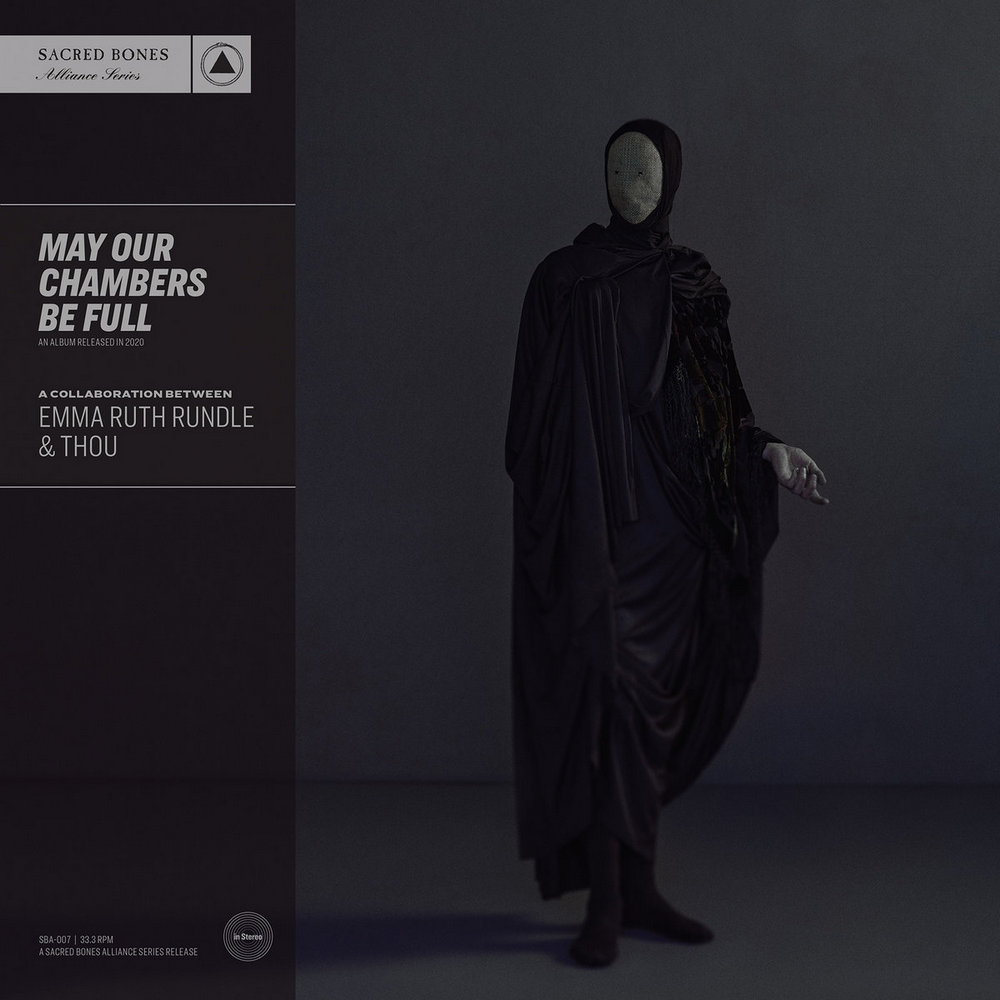 SACRED BONES
Alliance Series
MAY OUR
CHAMBERS
BE FULL
AN ALBUM RELEASED IN 2020
A COLLABORATION BETWEEN
EMMA RUTH RUNDLE
& THOU
SBA-007 | 33.3 RPM
A SACRED BONES ALLIANCE SERIES RELEASE
in Stereo